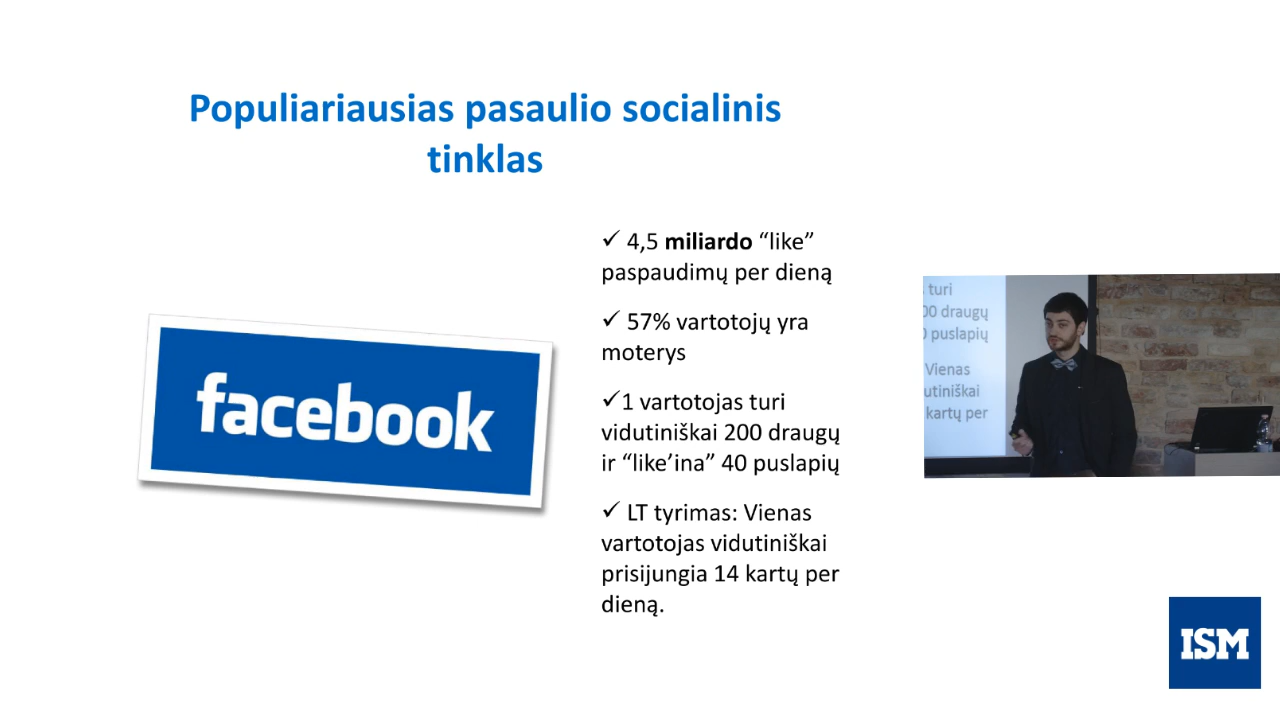 Populiariausias pasaulio socialinis
tinklas
✓ 4,5 miliardo “like”
paspaudimų per dieną
✓ 57% vartotojų yra
moterys
✓1 vartotojas turi
vidutiniškai 200 draugų
ir “like’ina” 40 puslapių
✓ LT tyrimas: Vienas
vartotojas vidutiniškai
prisijungia 14 kartų per
dieną.
facebook
turi
00 draugų
puslapių
Vienas
utiniškai
kartų per
ISM